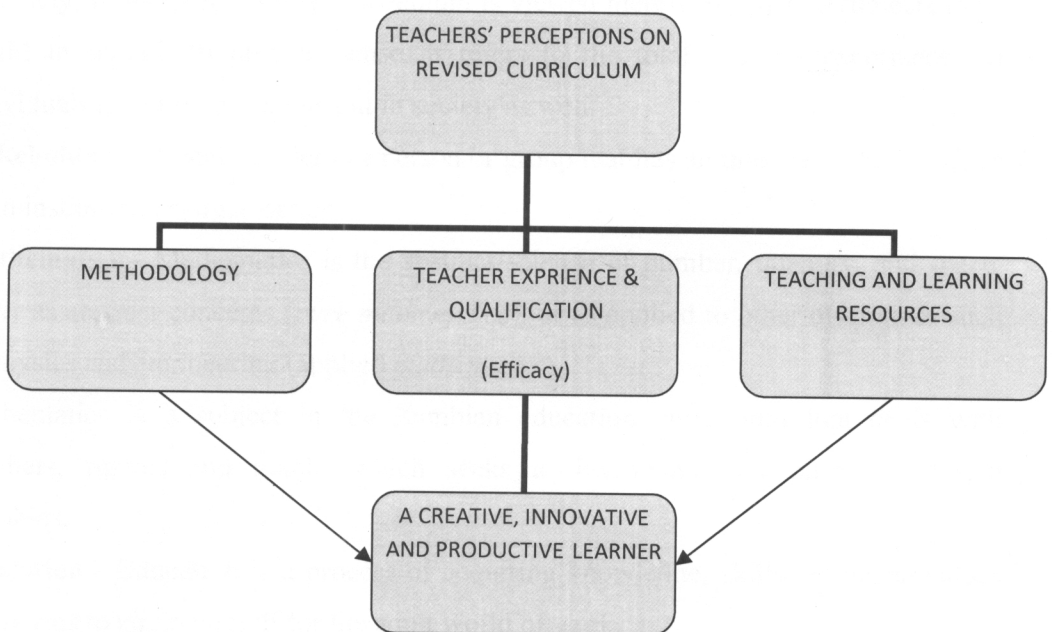 TEACHERS' PERCEPTIONS ON
REVISED CURRICULUM
METHODOLOGY
TEACHER EXPRIENCE &
QUALIFICATION
(Efficacy)
TEACHING AND LEARNING
RESOURCES
A CREATIVE, INNOVATIVE
AND PRODUCTIVE LEARNER